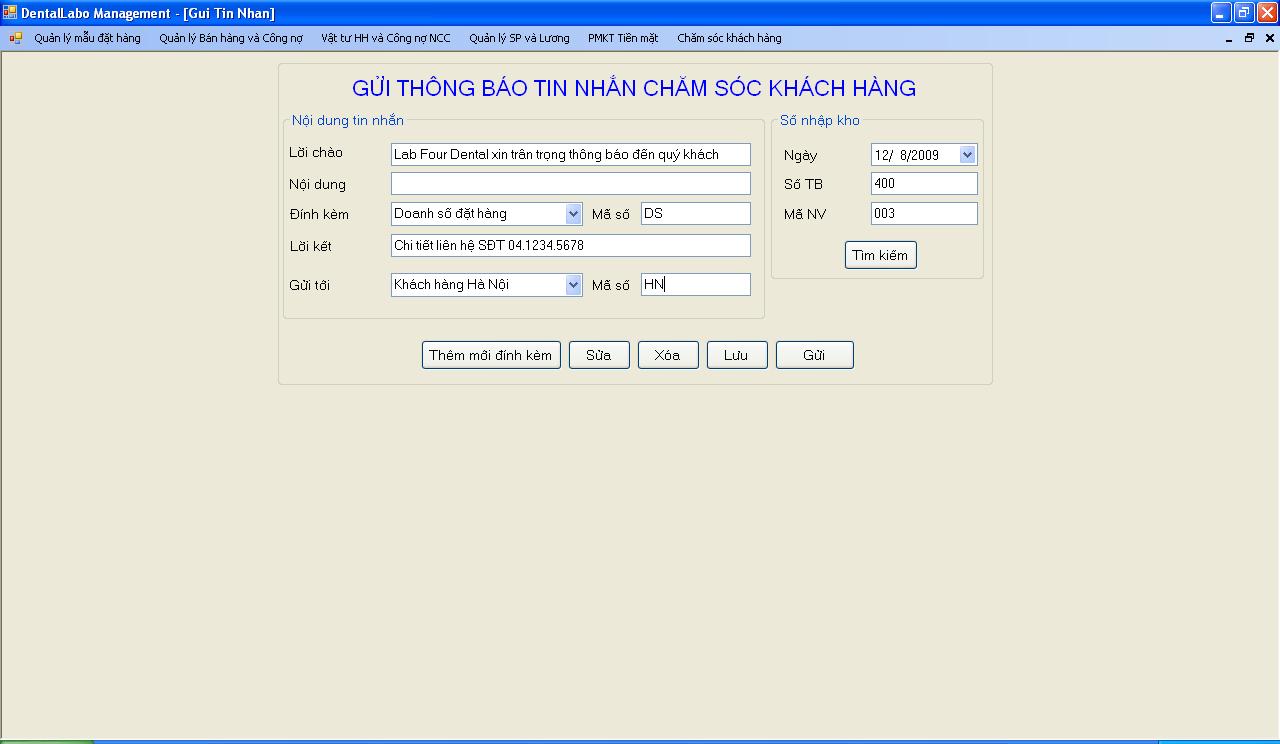 DentalLabo Management - [Gui Tin Nhan]
Quản lý mẫu đặt hàng Quản lý Bán hàng và Công nợ Vật tư HH và Công nợ NCC Quản lý SP và Lương PMKT Tiền mặt Chăm sóc khách hàng
GỬI THÔNG BÁO TIN NHẮN CHĂM SÓC KHÁCH HÀNG
Nội dung tin nhắn
Lời chào Lab Four Dental xin trân trọng thông báo đến quý khách
Nội dung
Đính kèm Doanh số đặt hàng Mã số DS
Lời kết Chi tiết liên hệ SĐT 04.1234.5678
Gửi tới Khách hàng Hà Nội Mã số HN
Số nhập kho
Ngày 12/ 8/2009
Số TB 400
Mã NV 003
Tìm kiếm
Thêm mới đính kèm Sửa Xóa Lưu Gửi